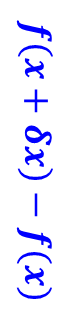 f(x + δx) − f(x)